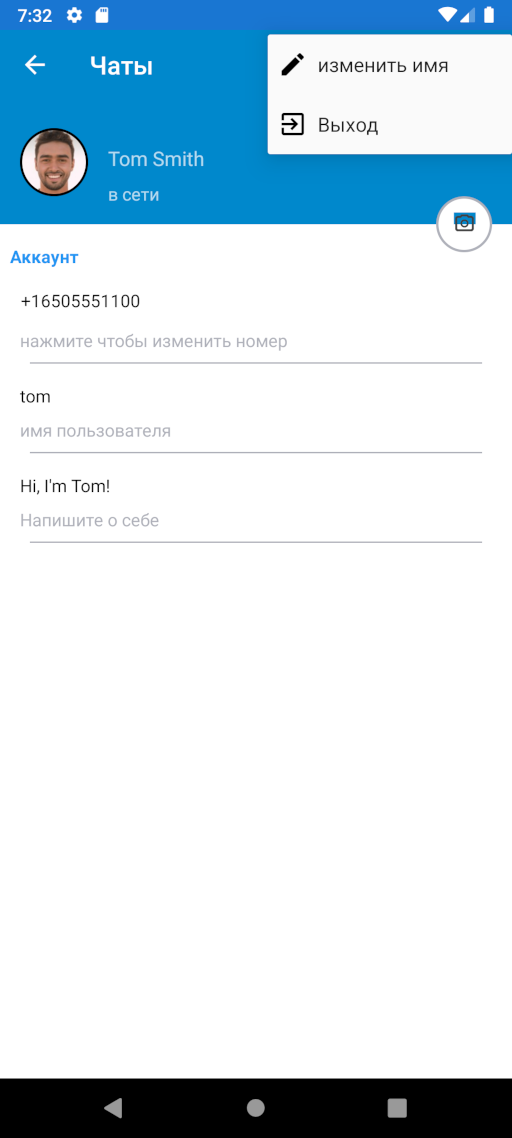 7:32
Чаты
изменить имя
Выход
Tom Smith
в сети
Аккаунт
+16505551100
нажмите чтобы изменить номер
tom
имя пользователя
Hi, I'm Tom!
Напишите о себе